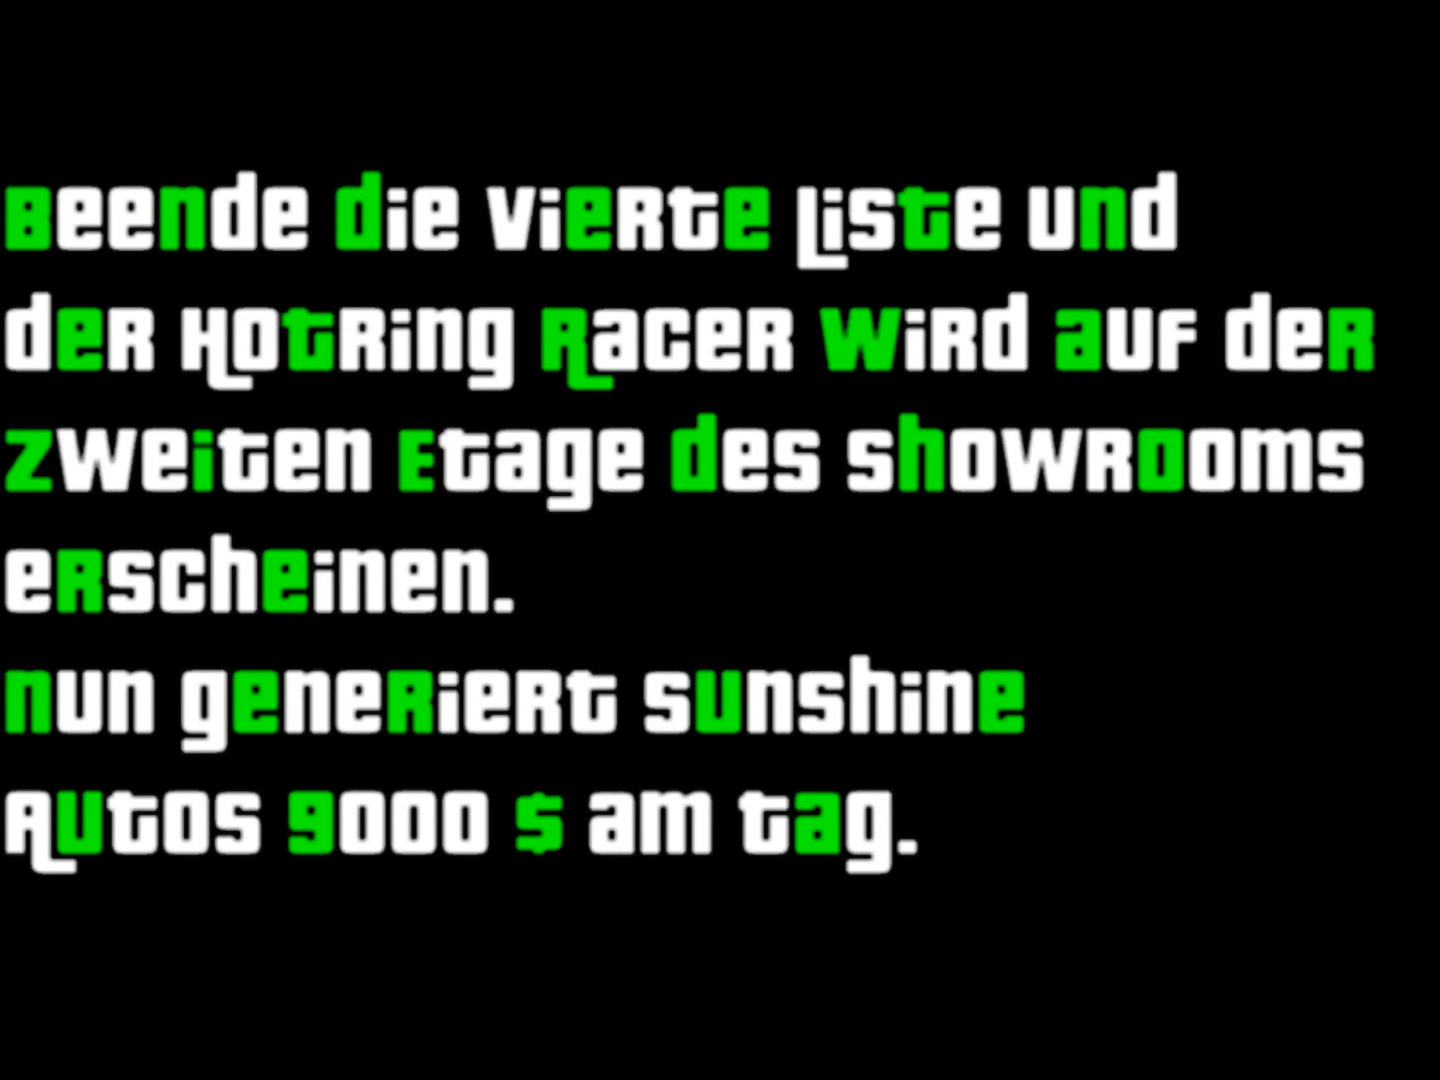 Beende die Vierte Liste und
der Hotring Racer wird auf der
zweiten Etage des showrooms
erscheinen.
nun generiert sunshine
Autos 9000 $ am tag.